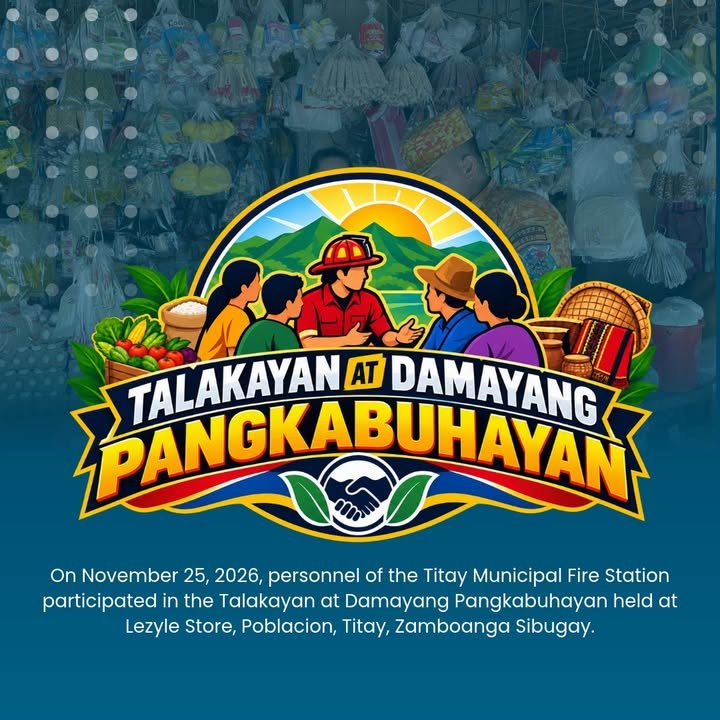 TALAKAYAN AT DAMAYANG
PANGKABUHAYAN
On November 25, 2026, personnel of the Titay Municipal Fire Station
participated in the Talakayan at Damayang Pangkabuhayan held at
Lezyle Store, Poblacion, Titay, Zamboanga Sibugay.